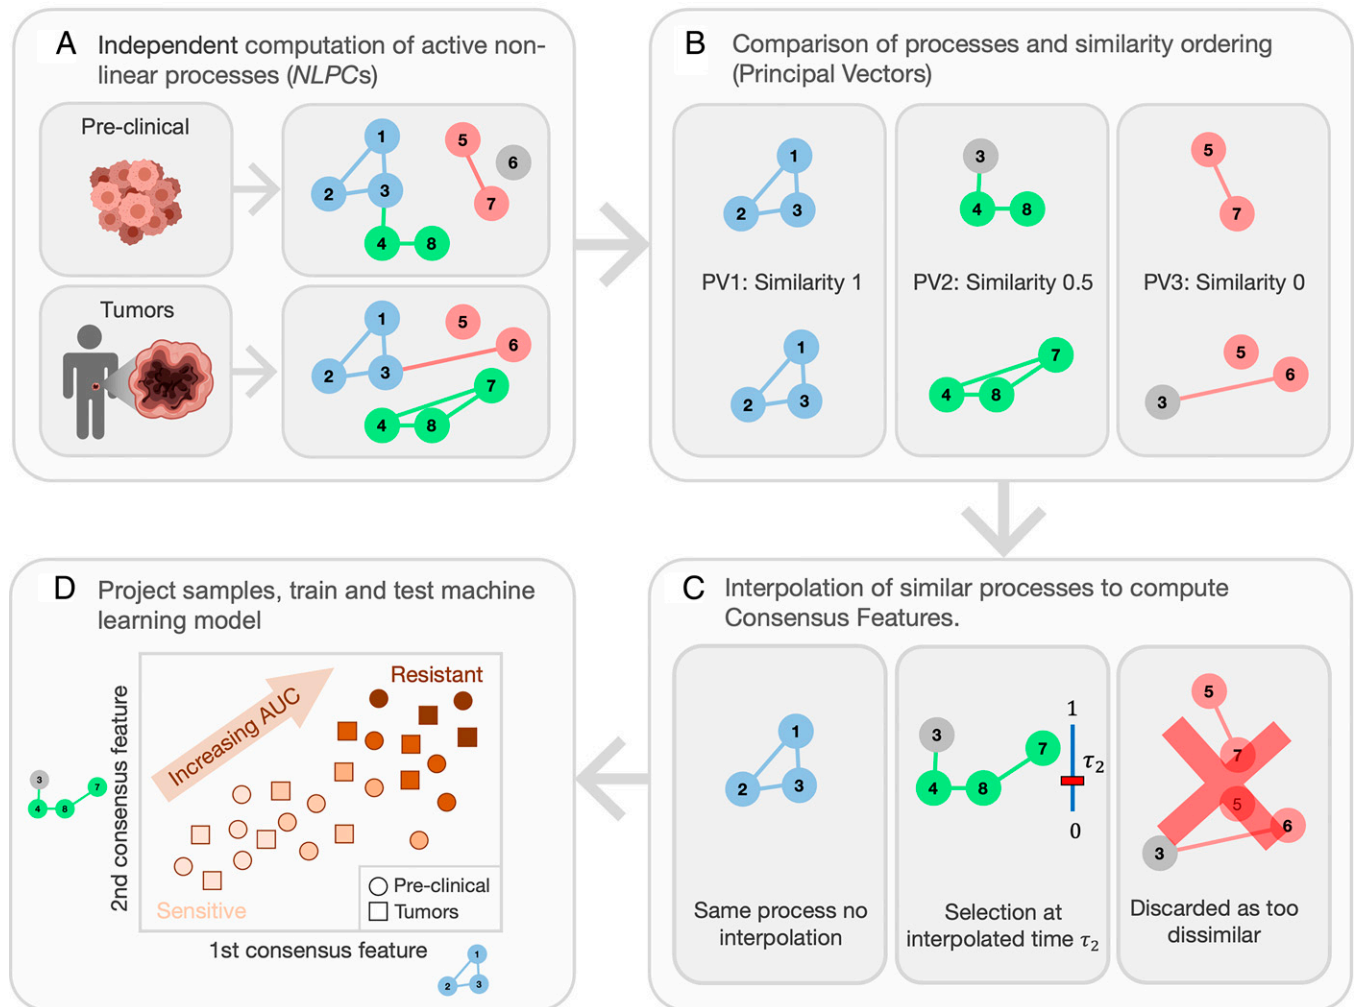 A Independent computation of active non-
linear processes (NLPCs)
Pre-clinical
1
5
6
2
3
7
4
8
Tumors
1
5
6
2
3
7
4
8
B Comparison of processes and similarity ordering
(Principal Vectors)
1
2
3
3
4
8
5
7
PV1: Similarity 1
PV2: Similarity 0.5
PV3: Similarity 0
1
2
3
7
4
8
5
6
3
C Interpolation of similar processes to compute
Consensus Features.
1
2
3
3
7
4
8
1
τ2
0
5
7
5
6
3
Same process no
interpolation
Selection at
interpolated time τ2
Discarded as too
dissimilar
D Project samples, train and test machine
learning model
2nd consensus feature
3
7
4
8
Increasing AUC
Resistant
Sensitive
Pre-clinical
Tumors
1st consensus feature
1
2
3